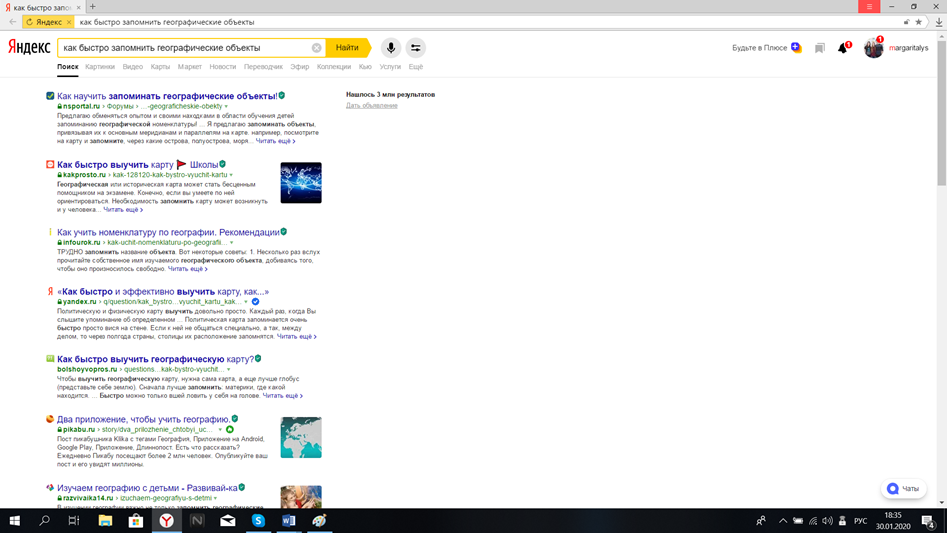 как быстро запом
Яндекс
как быстро запомнить географические объекты
Яндекс
как быстро запомнить географические объекты
Найти
Будьте в Плюсе
1
1
margaritalys
Поиск Картинки Видео Карты Маркет Новости Переводчик Эфир Коллекции Кью Услуги Ещё
Как научить запоминать географические объекты!
nsportal.ru › Форумы › ...-geograficheskie-obekty
Предлагаю обменяться опытом и своими находками в области обучения детей
запоминанию географической номенклатуры! ... Я предлагаю запоминать объекты,
привязывая их к основным меридианам и параллелям на карте. например, посмотрите
на карту и запомните, через какие острова, полуострова, моря... Читать ещё ›
Нашлось 3 млн результатов
Дать объявление
Как быстро выучить карту Школы
kakprosto.ru › kak-128120-kak-bystro-vyuchit-kartu
Географическая или историческая карта может стать бесценным
помощником на экзамене. Конечно, если вы умеете по ней
ориентироваться. Необходимость запомнить карту может возникнуть
и у человека... Читать ещё ›
Как учить номенклатуру по географии. Рекомендации
infourok.ru › kak-uchit-nomenklaturu-po-geografii...
ТРУДНО запомнить название объекта. Вот некоторые советы: 1. Несколько раз вслух
прочитайте собственное имя изучаемого географического объекта, добиваясь того,
чтобы оно произносилось свободно. Читать ещё ›
«Как быстро и эффективно выучить карту, как...»
yandex.ru › q/question/kak_bystro...vyuchit_kartu_kak...
Политическую и физическую карту выучить довольно просто. Каждый раз, когда Вы
слышите упоминание об определенном ... Политическая карта запоминается очень
быстро просто вися на стене. Если к ней не общаться специально, а так, между
делом, то через полгода страны, столицы их расположение запомнятся. Читать ещё ›
Как быстро выучить географическую карту?
bolshoyvopros.ru › questions...kak-bystro-vyuchit...
Чтобы выучить географическую карту, нужна сама карта, а еще лучше глобус
(представьте себе землю). Сначала лучше запомнить: материки, где какой
находится. ... Быстро можно только вшей ловить у себя на голове. Читать ещё ›
Два приложение, чтобы учить географию.
pikabu.ru › story/dva_prilozhenie_chtobyi_uc...
Пост пикабушника Kilka с тегами География, Приложение на Android,
Google Play, Приложение, Длиннопост. Есть что рассказать?
Ежедневно Пикабу посещают более 2 млн человек. Опубликуйте ваш
пост и его увидят миллионы.
Изучаем географию с детьми - Развивай-ка
razvivaika14.ru › izuchaem-geografiyu-s-detmi
Чаты
РУС
18:35
30.01.2020
4